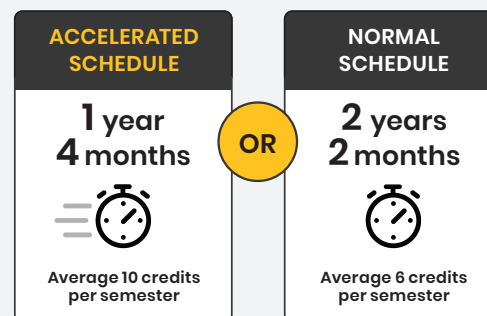 ACCELERATED
SCHEDULE
1 year
4 months
Average 10 credits
per semester
OR
NORMAL
SCHEDULE
2 years
2 months
Average 6 credits
per semester